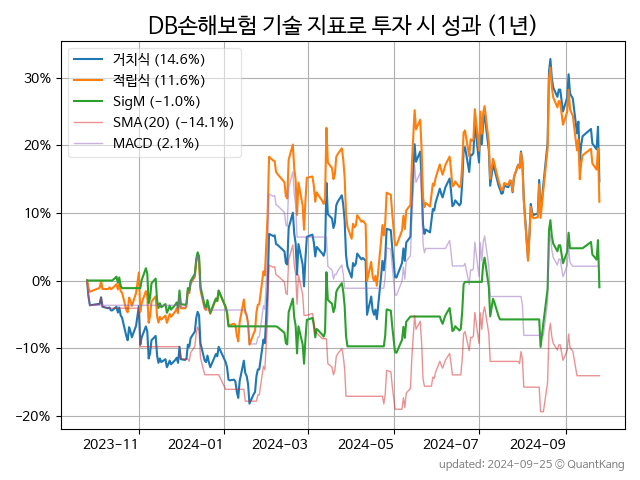 DB손해보험 기술 지표로 투자 시 성과 (1년)
거치식 (14.6%)
적립식 (11.6%)
SigM (−1.0%)
SMA(20) (−14.1%)
MACD (2.1%)
30%
20%
10%
0%
−10%
−20%
2023-11 2024-01 2024-03 2024-05 2024-07 2024-09
updated: 2024-09-25 © QuantKang